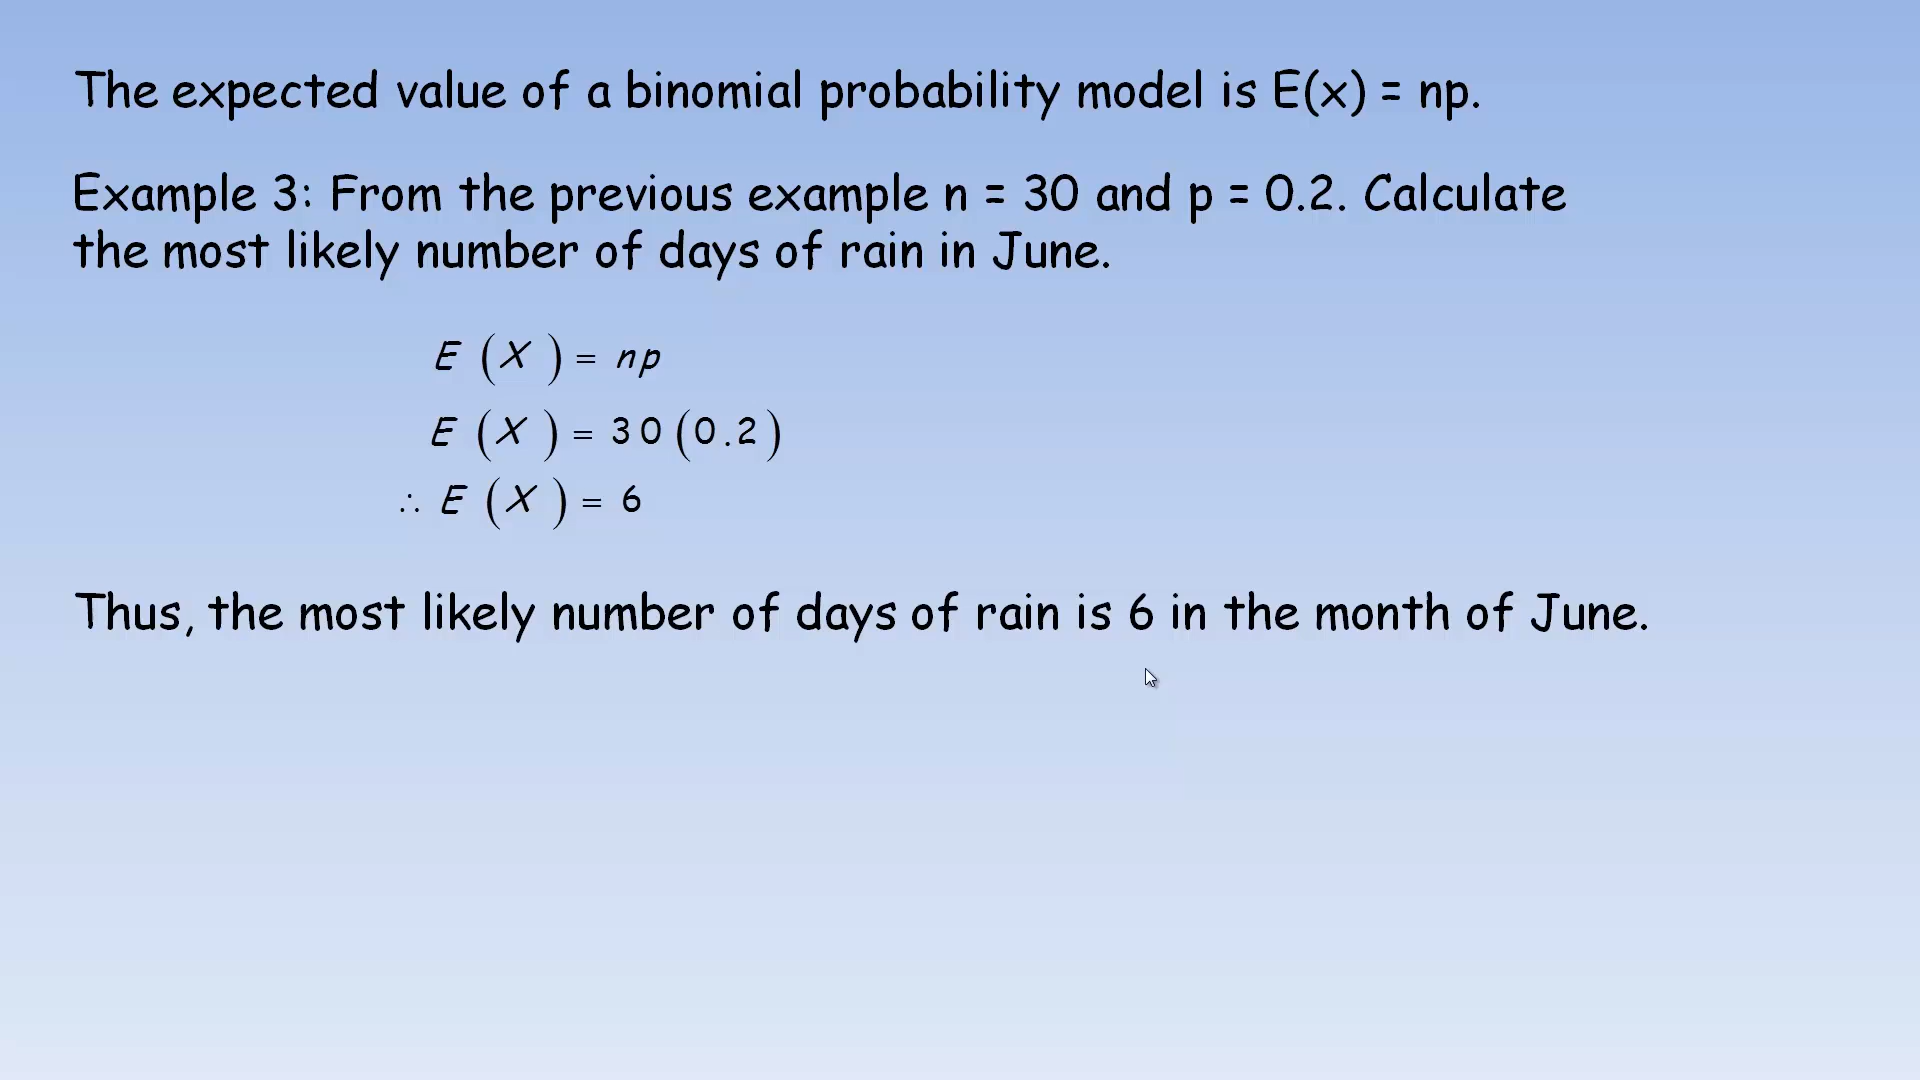 The expected value of a binomial probability model is E(x) = np.
Example 3: From the previous example n = 30 and p = 0.2. Calculate
the most likely number of days of rain in June.
E (X) = np
E (X) = 30(0.2)
∴ E (X) = 6
Thus, the most likely number of days of rain is 6 in the month of June.